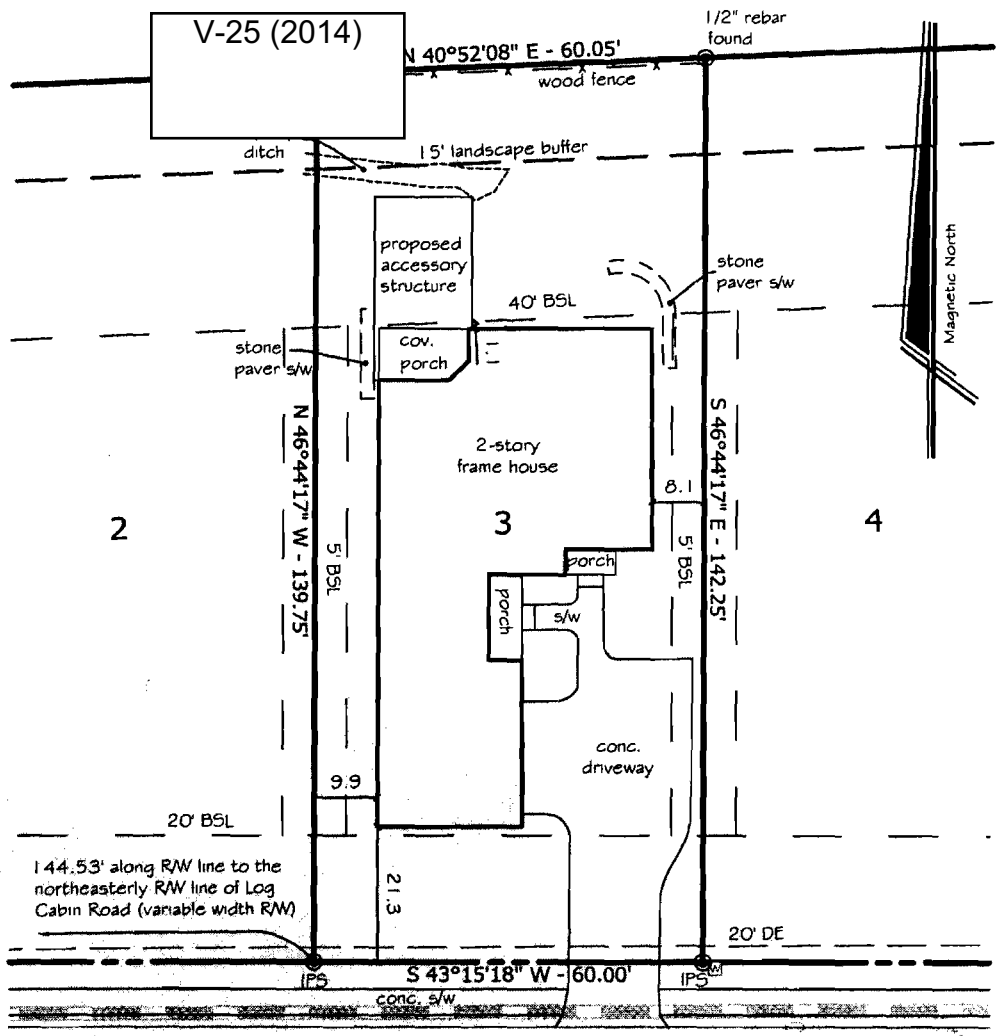 V-25 (2014)
1/2" rebar
found
N 40°52'08" E - 60.05'
wood fence
ditch
15' landscape buffer
proposed
accessory
structure
stone
paver s/w
Magnetic North
40' BSL
cov.
porch
stone
paver s/w
N 46°44'17" W - 139.75'
S 46°44'17" E - 142.25'
2-story
frame house
8.1
2
3
4
5' BSL
5' BSL
porch
porch
s/w
conc.
driveway
9.9
20' BSL
144.53' along R/W line to the
northeasterly R/W line of Log
Cabin Road (variable width R/W)
21.3
20' DE
IPS
S 43°15'18" W - 60.00'
IPS
W
conc. s/w